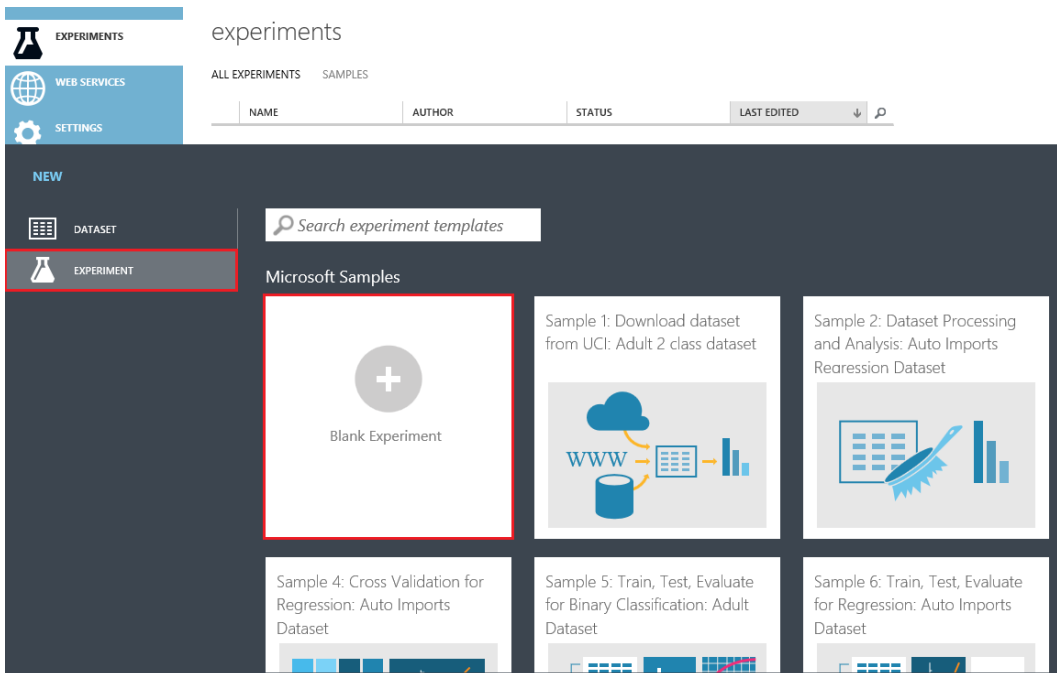 EXPERIMENTS
WEB SERVICES
SETTINGS
experiments
ALL EXPERIMENTS SAMPLES
NAME AUTHOR STATUS LAST EDITED
NEW
DATASET
EXPERIMENT
Search experiment templates
Microsoft Samples
Blank Experiment
Sample 1: Download dataset
from UCI: Adult 2 class dataset
WWW
Sample 2: Dataset Processing
and Analysis: Auto Imports
Regression Dataset
Sample 4: Cross Validation for
Regression: Auto Imports
Dataset
Sample 5: Train, Test, Evaluate
for Binary Classification: Adult
Dataset
Sample 6: Train, Test, Evaluate
for Regression: Auto Imports
Dataset